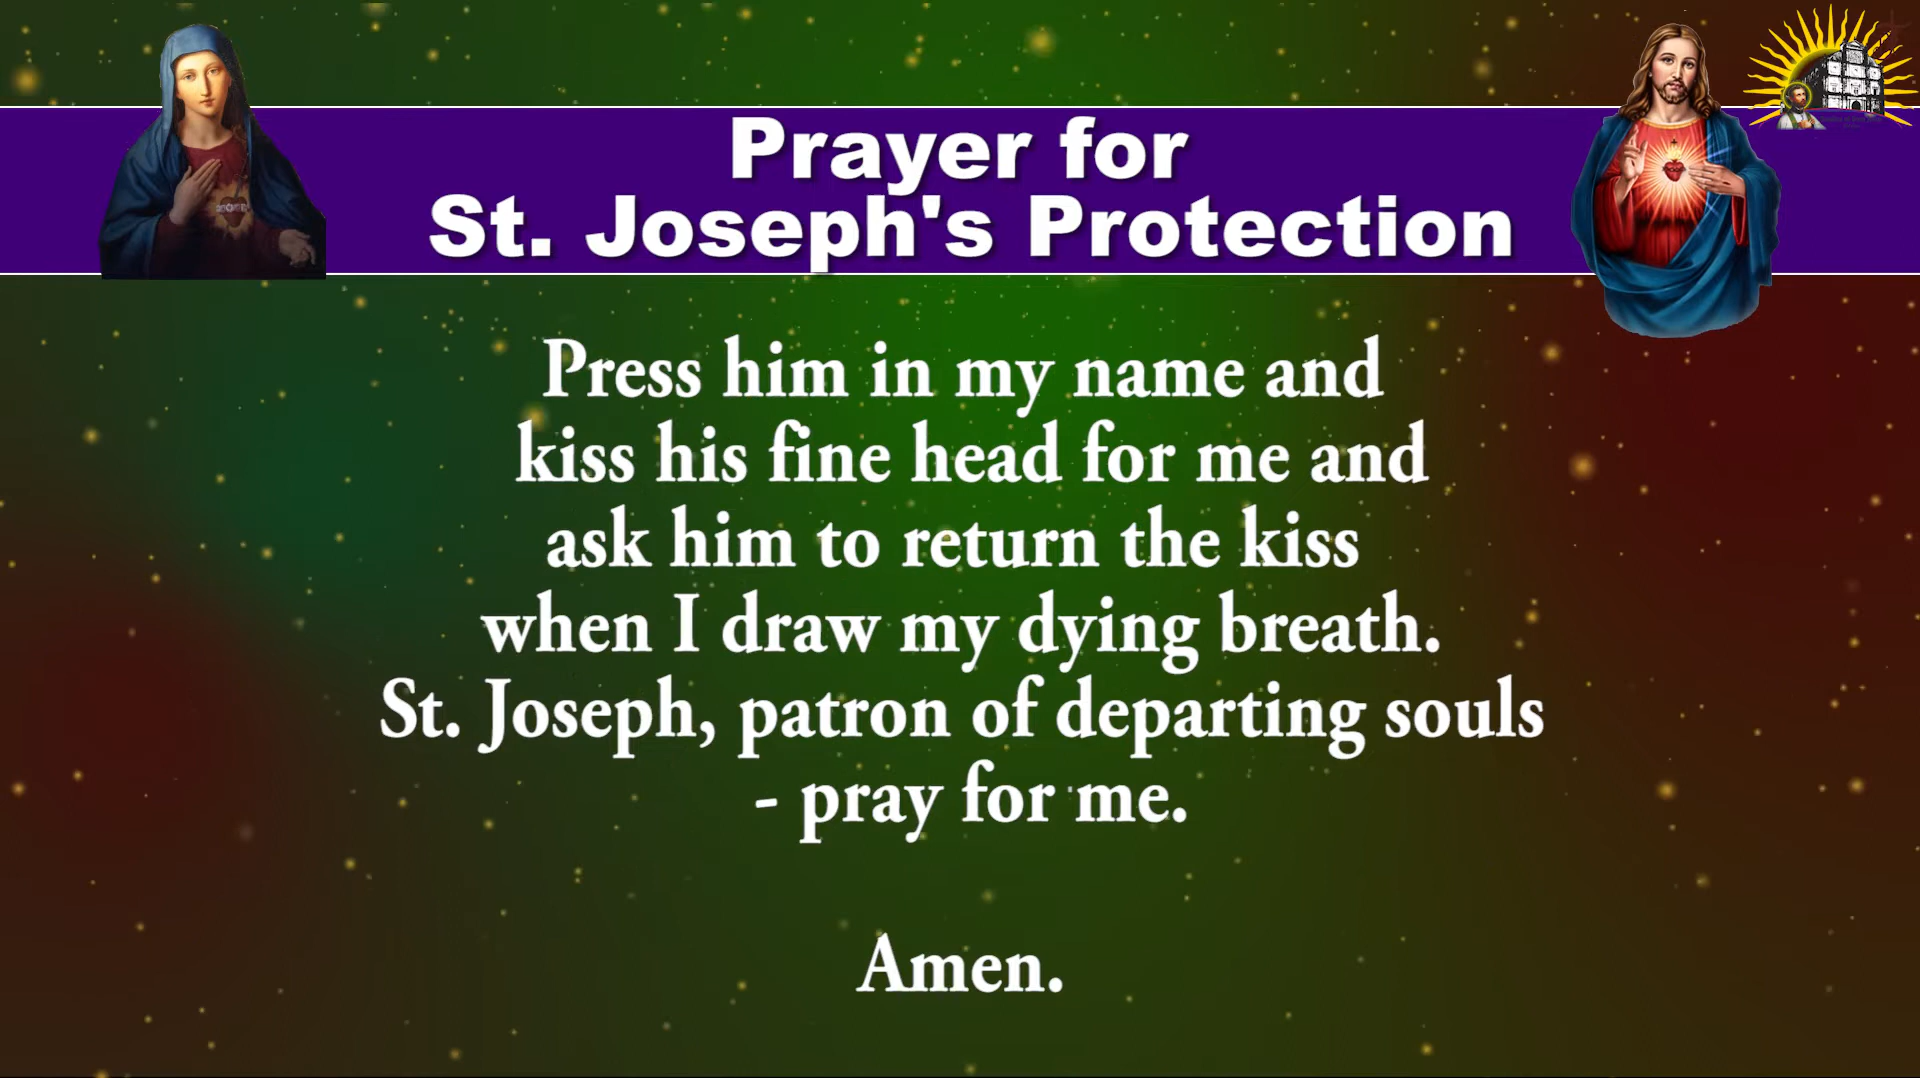 Prayer for
St. Joseph's Protection
Press him in my name and
kiss his fine head for me and
ask him to return the kiss
when I draw my dying breath.
St. Joseph, patron of departing souls
- pray for me.
Amen.